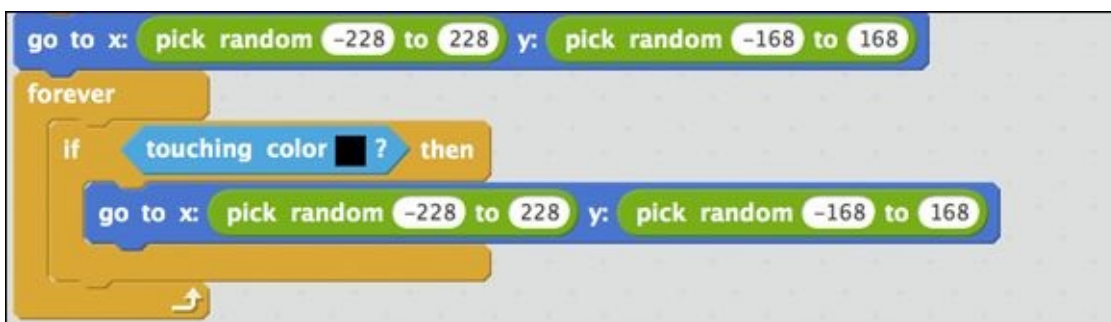 go to x: pick random -228 to 228 y: pick random -168 to 168
forever
if touching color ? then
go to x: pick random -228 to 228 y: pick random -168 to 168